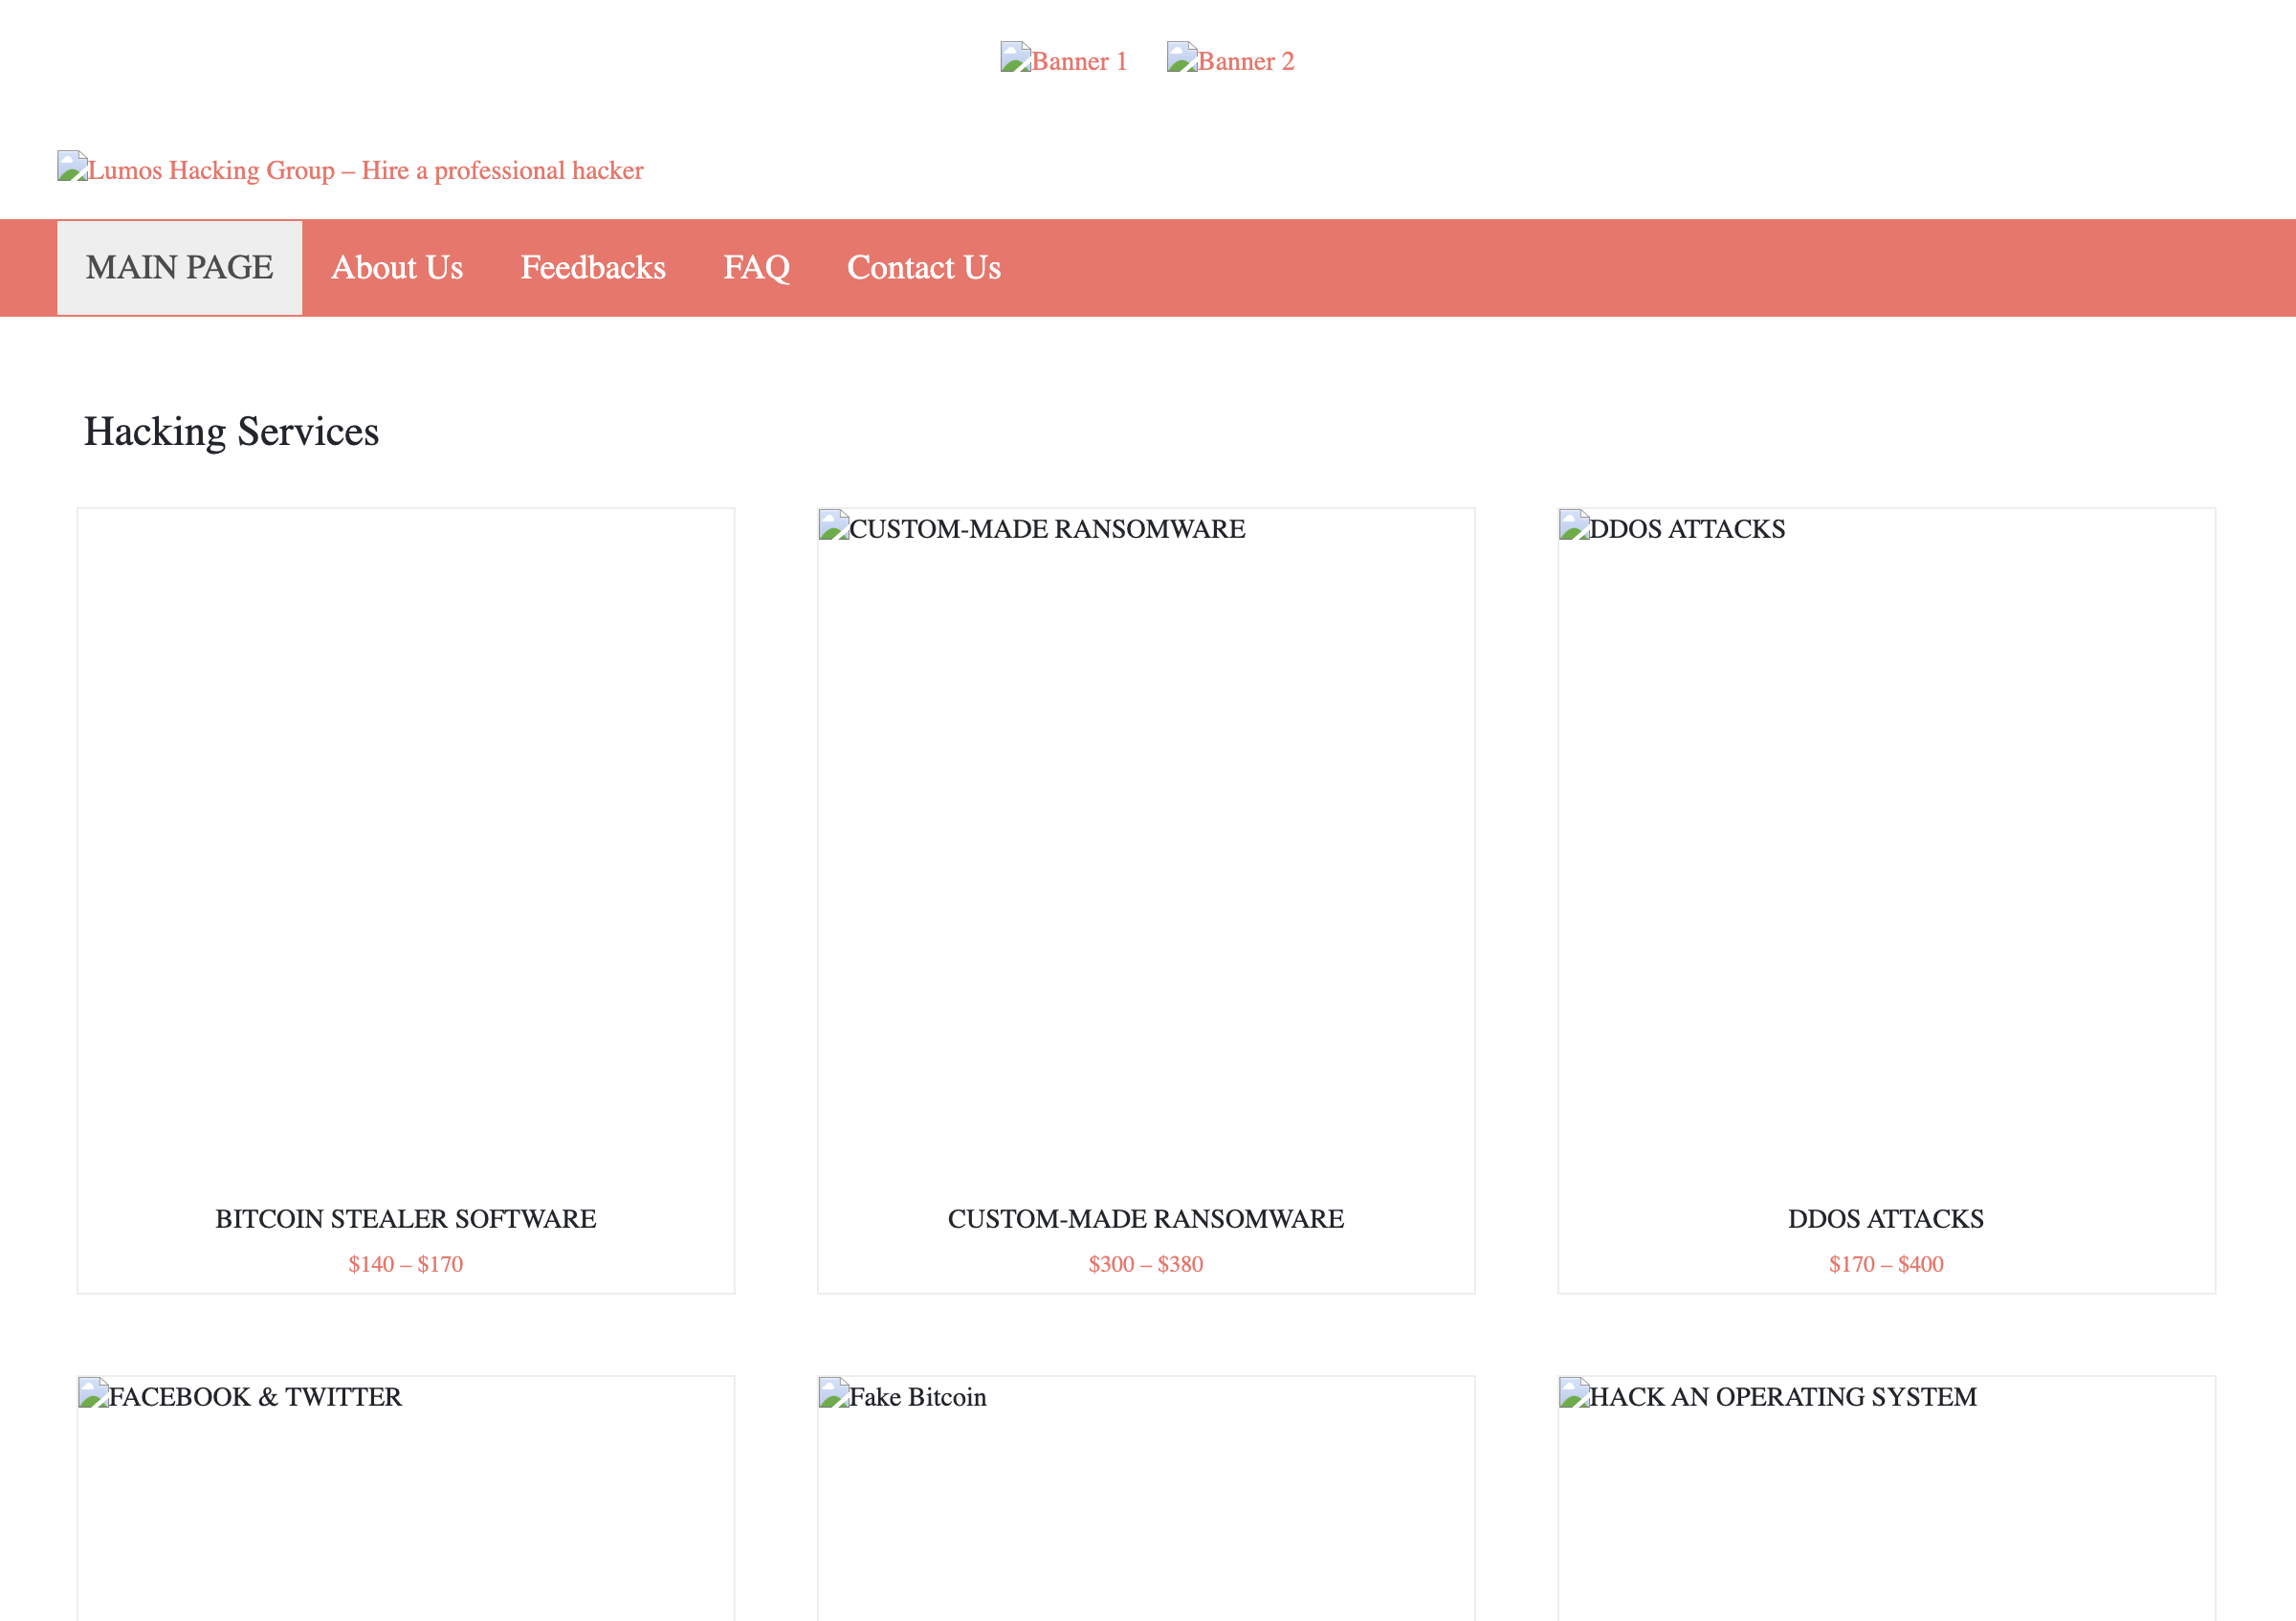 Banner 1 Banner 2
Lumos Hacking Group – Hire a professional hacker
MAIN PAGE About Us Feedbacks FAQ Contact Us
Hacking Services
CUSTOM-MADE RANSOMWARE DDOS ATTACKS
BITCOIN STEALER SOFTWARE CUSTOM-MADE RANSOMWARE DDOS ATTACKS
$140 – $170 $300 – $380 $170 – $400
FACEBOOK & TWITTER Fake Bitcoin HACK AN OPERATING SYSTEM